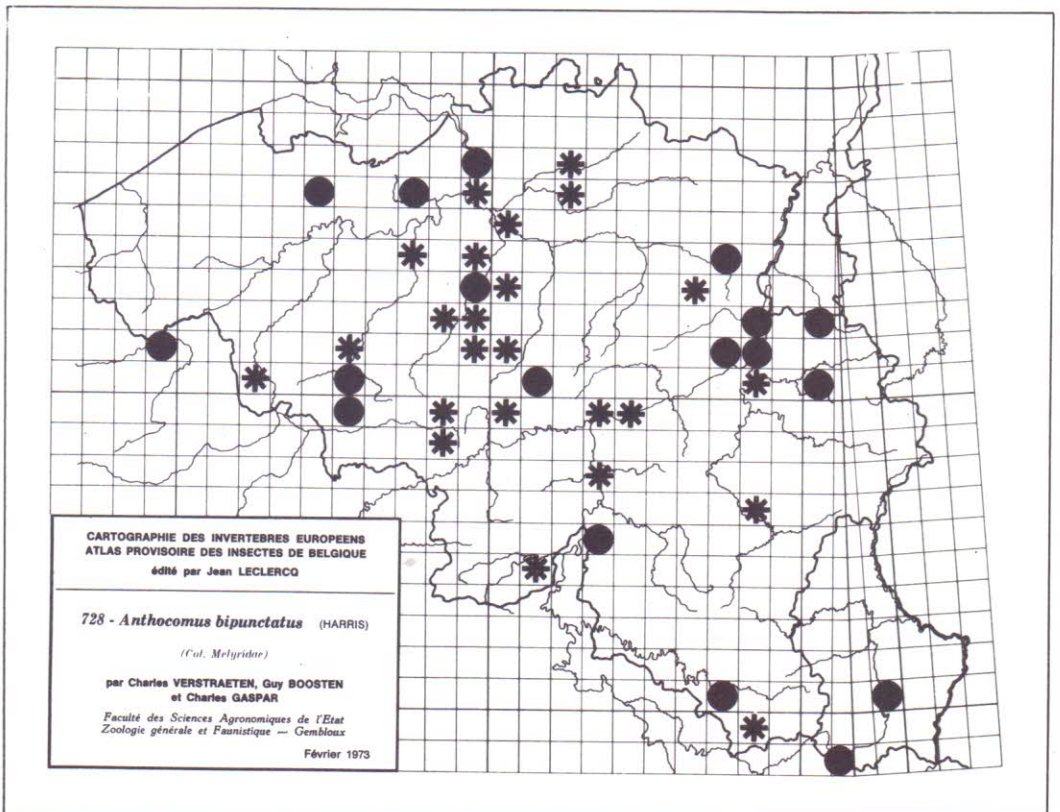 CARTOGRAPHIE DES INVERTEBRES EUROPEENS
ATLAS PROVISOIRE DES INSECTES DE BELGIQUE
édité par Jean LECLERCQ
728 - Anthocomus bipunctatus (HARRIS)
(Col. Melyridae)
par Charles VERSTRAETEN, Guy BOOSTEN
et Charles GASPAR
Faculté des Sciences Agronomiques de l'Etat
Zoologie générale et Faunistique — Gembloux
Février 1973